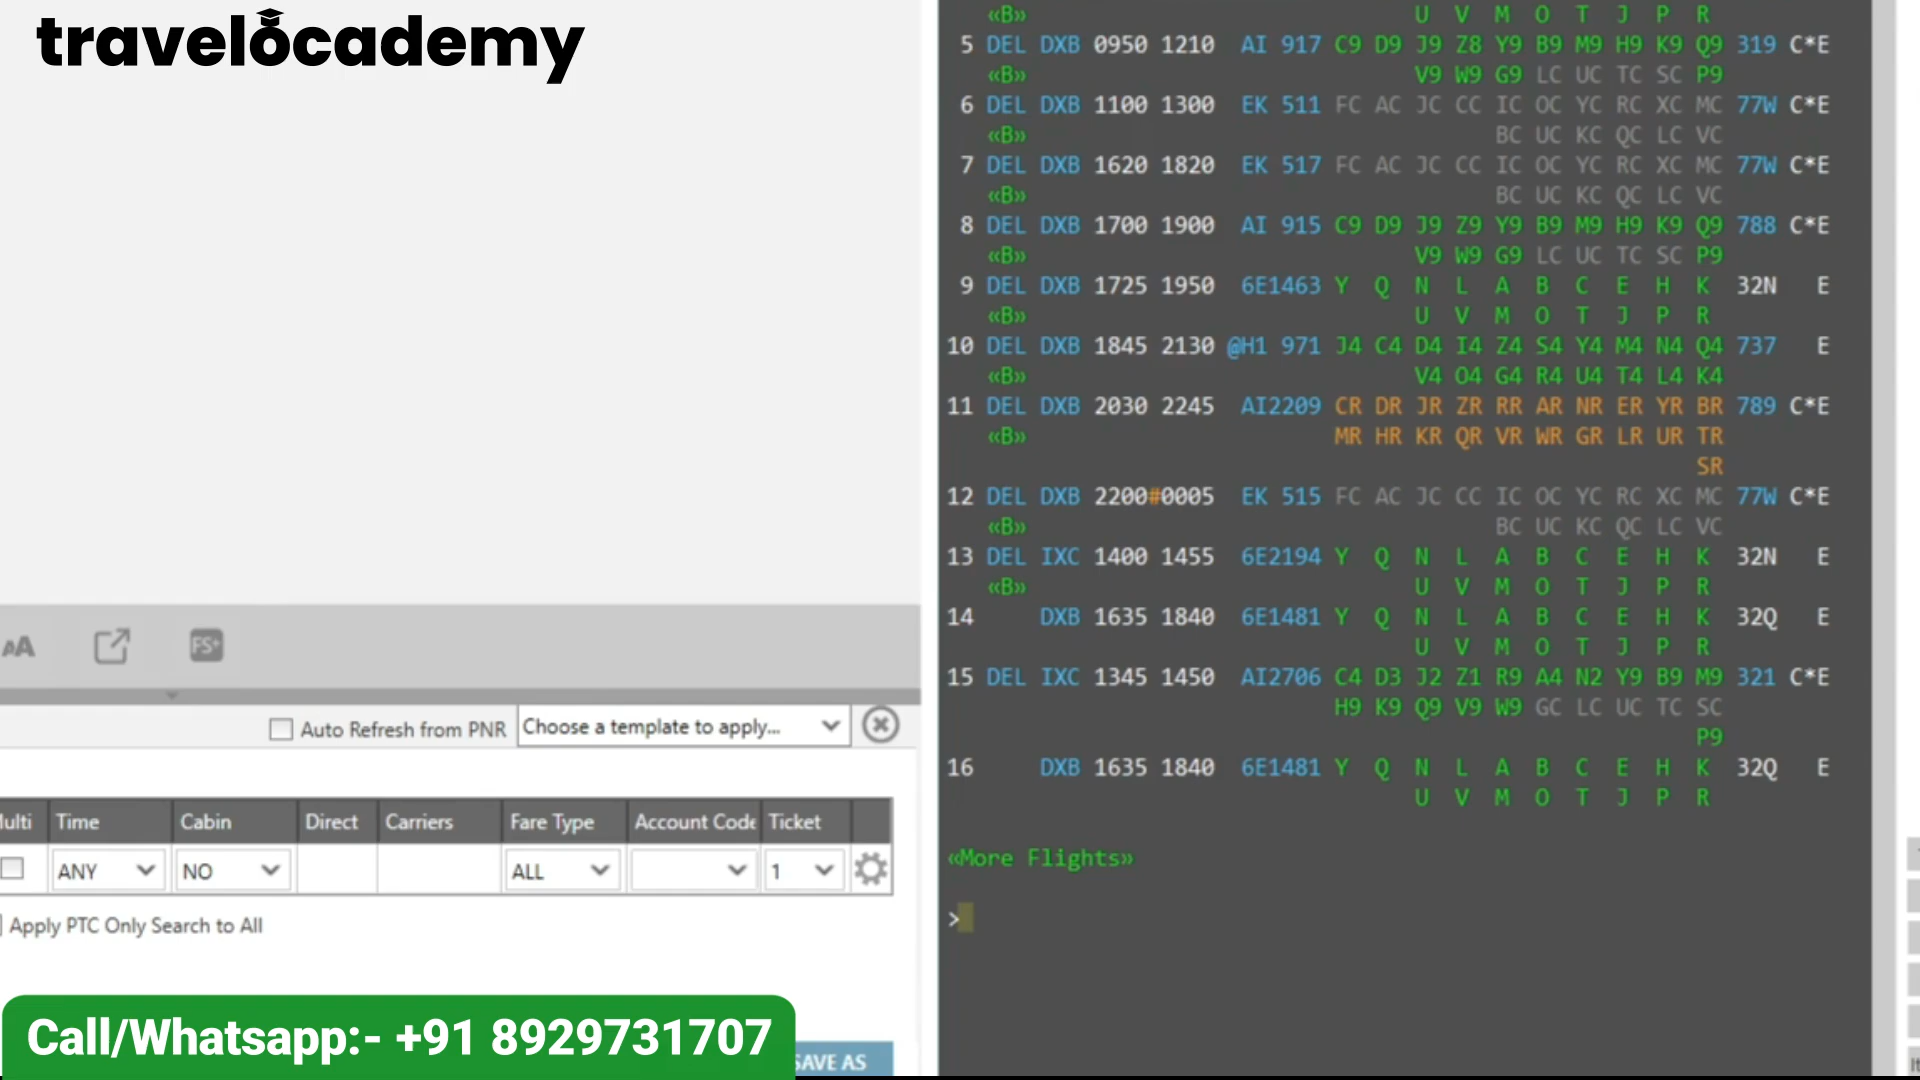 travelocademy
«B» U V M O T J P R
5 DEL DXB 0950 1210 AI 917 C9 D9 J9 Z8 Y9 B9 M9 H9 K9 Q9 319 C*E
«B» V9 W9 G9 LC UC TC SC P9
6 DEL DXB 1100 1300 EK 511 FC AC JC CC IC OC YC RC XC MC 77W C*E
«B» BC UC KC QC LC VC
7 DEL DXB 1620 1820 EK 517 FC AC JC CC IC OC YC RC XC MC 77W C*E
«B» BC UC KC QC LC VC
8 DEL DXB 1700 1900 AI 915 C9 D9 J9 Z9 Y9 B9 M9 H9 K9 Q9 788 C*E
«B» V9 W9 G9 LC UC TC SC P9
9 DEL DXB 1725 1950 6E1463 Y Q N L A B C E H K 32N E
«B» U V M O T J P R
10 DEL DXB 1845 2130 @H1 971 J4 C4 D4 I4 Z4 S4 Y4 M4 N4 Q4 737 E
«B» V4 O4 G4 R4 U4 T4 L4 K4
11 DEL DXB 2030 2245 AI2209 CR DR JR ZR RR AR NR ER YR BR 789 C*E
«B» MR HR KR QR VR WR GR LR UR TR
SR
12 DEL DXB 2200#0005 EK 515 FC AC JC CC IC OC YC RC XC MC 77W C*E
«B» BC UC KC QC LC VC
13 DEL IXC 1400 1455 6E2194 Y Q N L A B C E H K 32N E
«B» U V M O T J P R
14 DXB 1635 1840 6E1481 Y Q N L A B C E H K 32Q E
U V M O T J P R
15 DEL IXC 1345 1450 AI2706 C4 D3 J2 Z1 R9 A4 N2 Y9 B9 M9 321 C*E
H9 K9 Q9 V9 W9 GC LC UC TC SC
P9
16 DXB 1635 1840 6E1481 Y Q N L A B C E H K 32Q E
U V M O T J P R
«More Flights»
>
AA
FS+
Auto Refresh from PNR Choose a template to apply...
Time Cabin Direct Carriers Fare Type Account Code Ticket
ANY NO ALL 1
Apply PTC Only Search to All
Call/Whatsapp:- +91 8929731707
SAVE AS